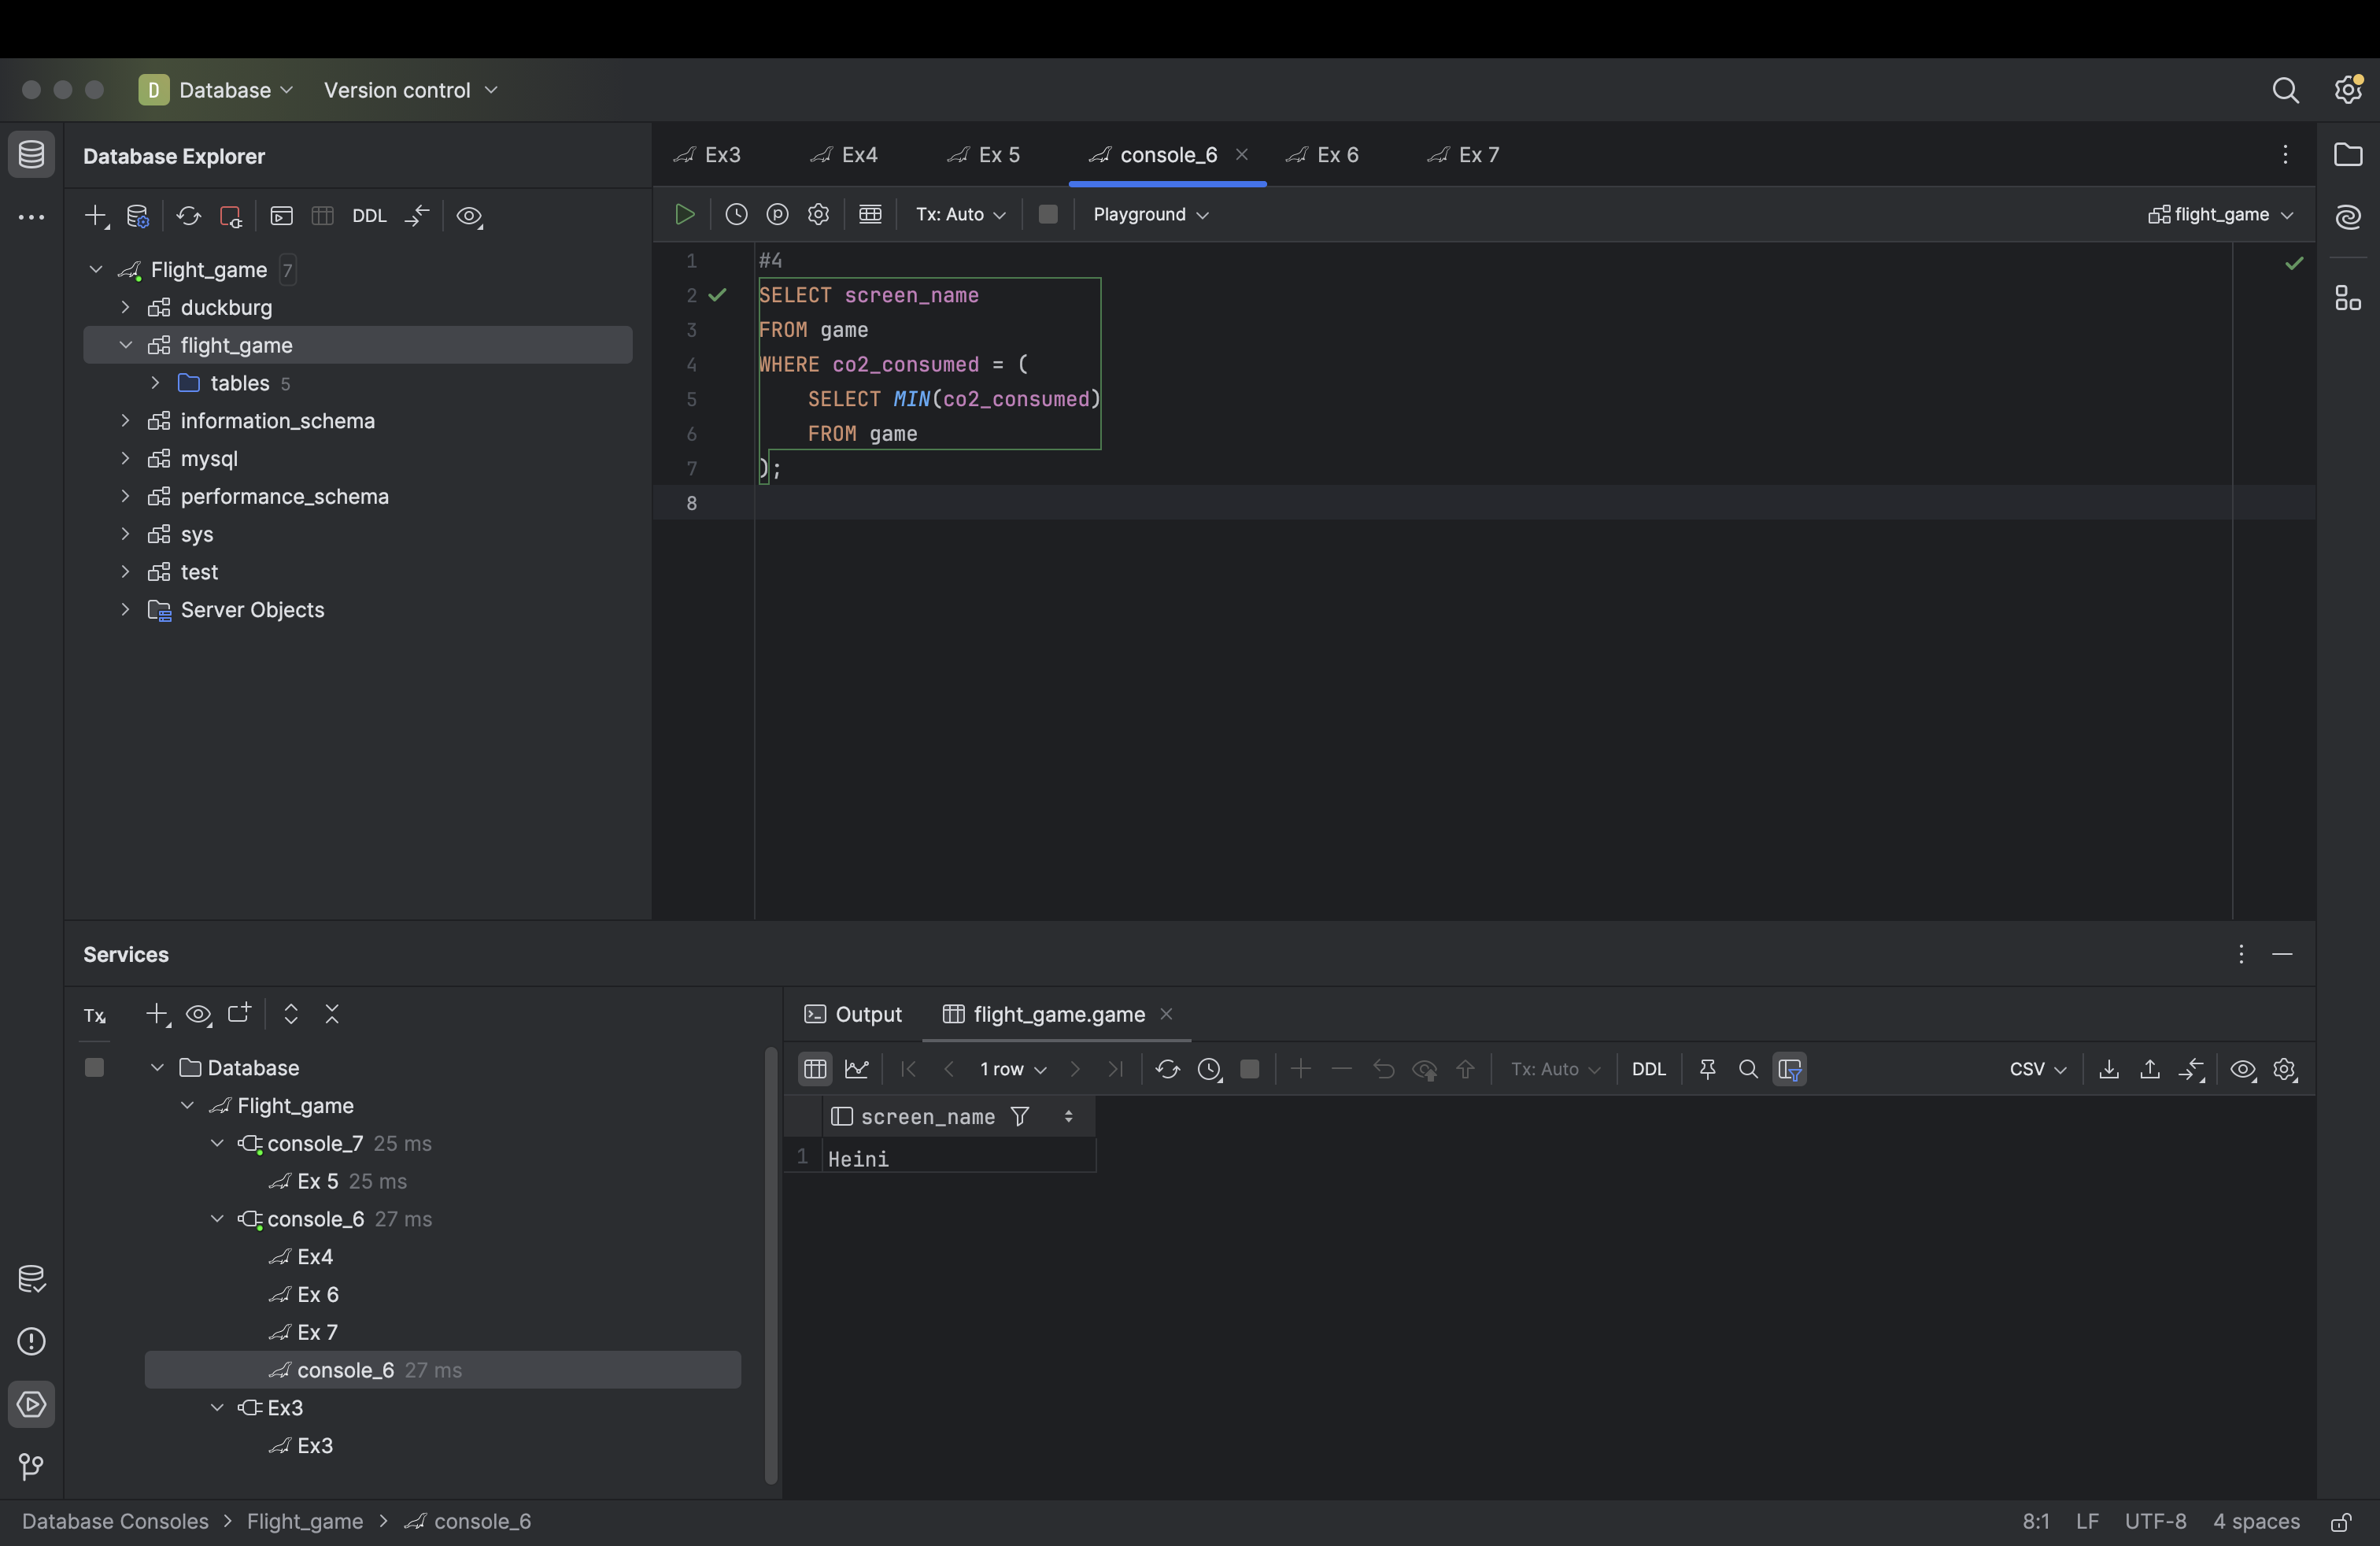 D Database Version control
Database Explorer
DDL
Flight_game 7
duckburg
flight_game
tables 5
information_schema
mysql
performance_schema
sys
test
Server Objects
Ex3 Ex4 Ex 5 console_6 Ex 6 Ex 7
Tx: Auto Playground flight_game
1 #4
2 SELECT screen_name
3 FROM game
4 WHERE co2_consumed = (
5 SELECT MIN(co2_consumed)
6 FROM game
7 );
8
Services
Tx
Database
Flight_game
console_7 25 ms
Ex 5 25 ms
console_6 27 ms
Ex4
Ex 6
Ex 7
console_6 27 ms
Ex3
Ex3
Output flight_game.game
1 row Tx: Auto DDL CSV
screen_name
1 Heini
Database Consoles > Flight_game > console_6
8:1 LF UTF-8 4 spaces